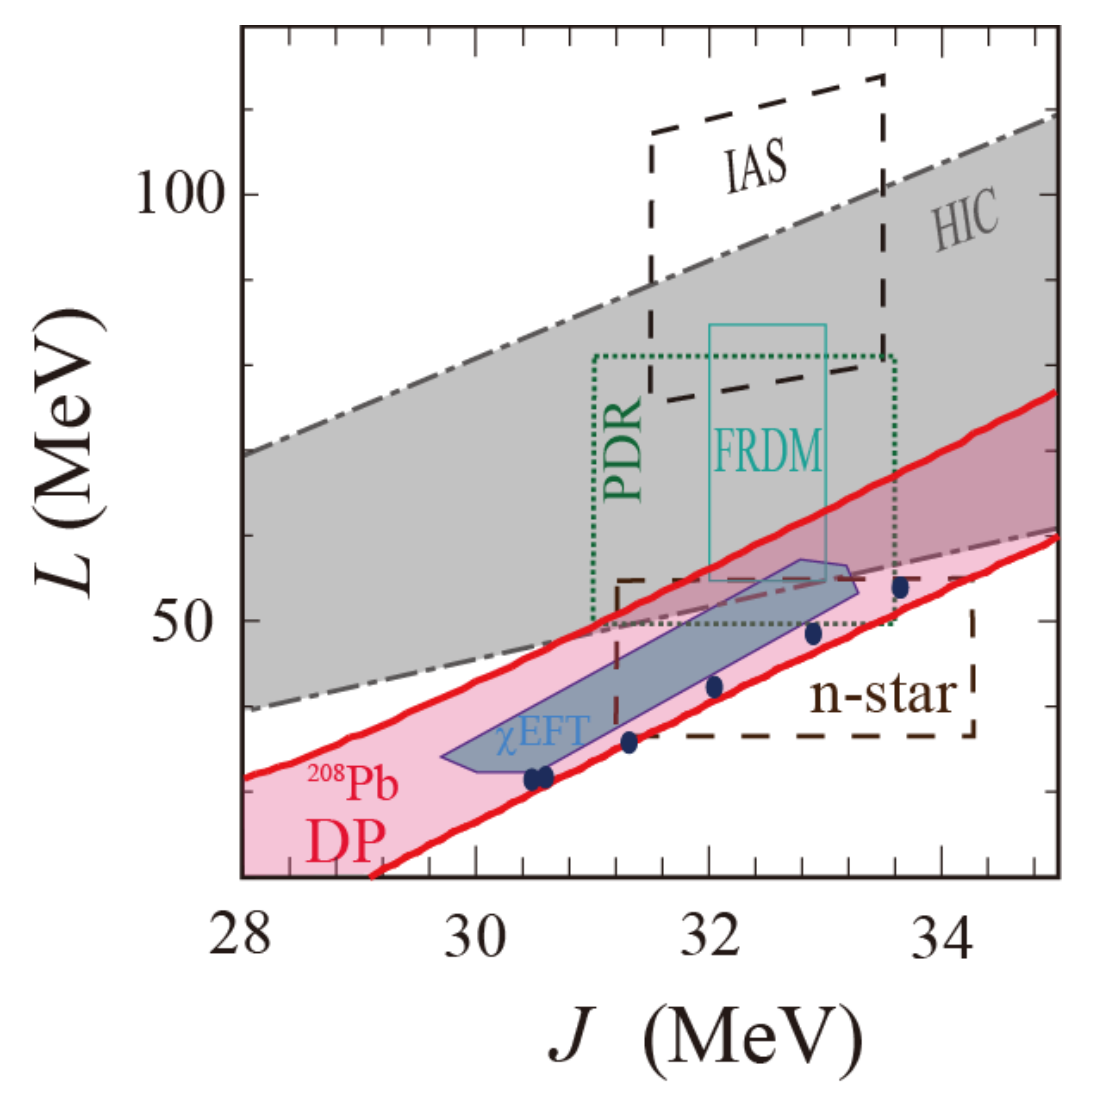 IAS
100
HIC
PDR
FRDM
L (MeV)
50
n-star
χEFT
²⁰⁸Pb
DP
28
30
32
34
J (MeV)